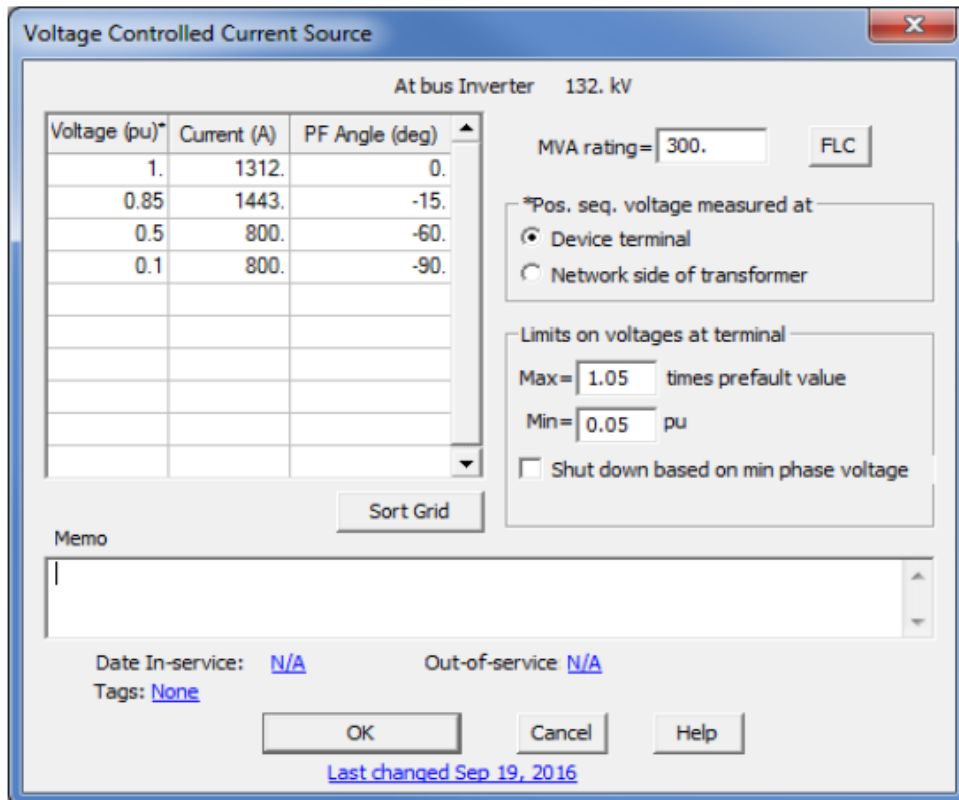 Voltage Controlled Current Source
At bus Inverter 132. kV
Voltage (pu)* Current (A) PF Angle (deg)
1. 1312. 0.
0.85 1443. -15.
0.5 800. -60.
0.1 800. -90.
Sort Grid
MVA rating= 300. FLC
*Pos. seq. voltage measured at
Device terminal
Network side of transformer
Limits on voltages at terminal
Max= 1.05 times prefault value
Min= 0.05 pu
Shut down based on min phase voltage
Memo
Date In-service: N/A Out-of-service N/A
Tags: None
OK Cancel Help
Last changed Sep 19, 2016